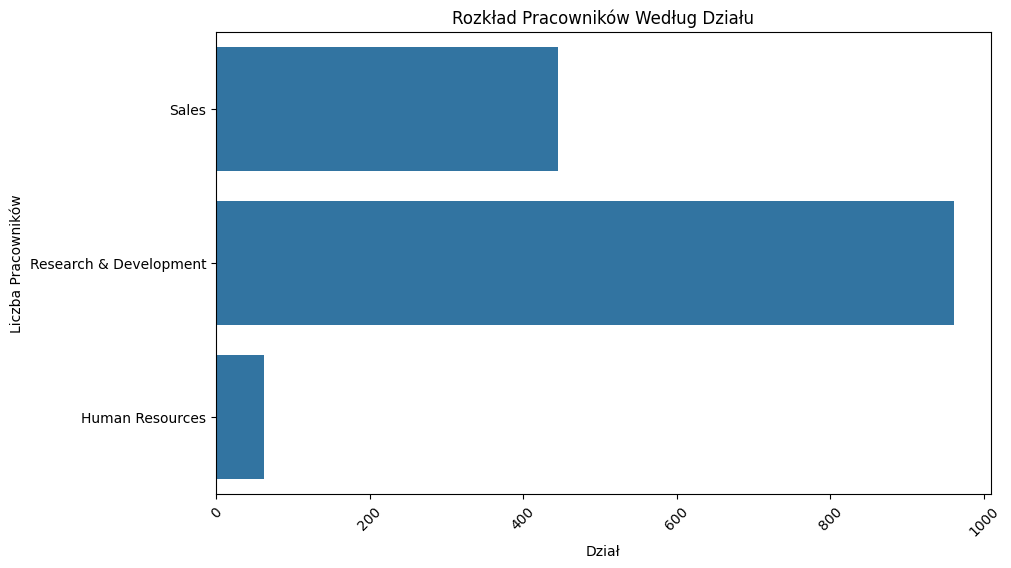 Rozkład Pracowników Według Działu
Liczba Pracowników
Sales
Research & Development
Human Resources
0 200 400 600 800 1000
Dział